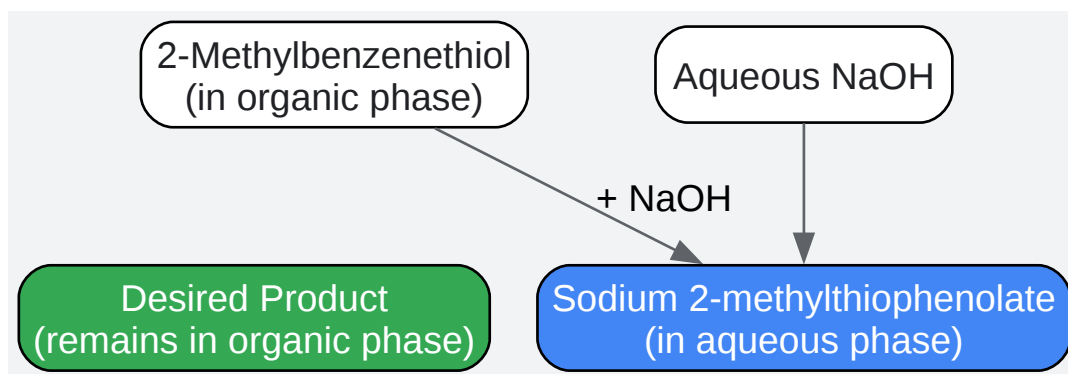 2-Methylbenzenethiol
(in organic phase)
Aqueous NaOH
+ NaOH
Desired Product
(remains in organic phase)
Sodium 2-methylthiophenolate
(in aqueous phase)